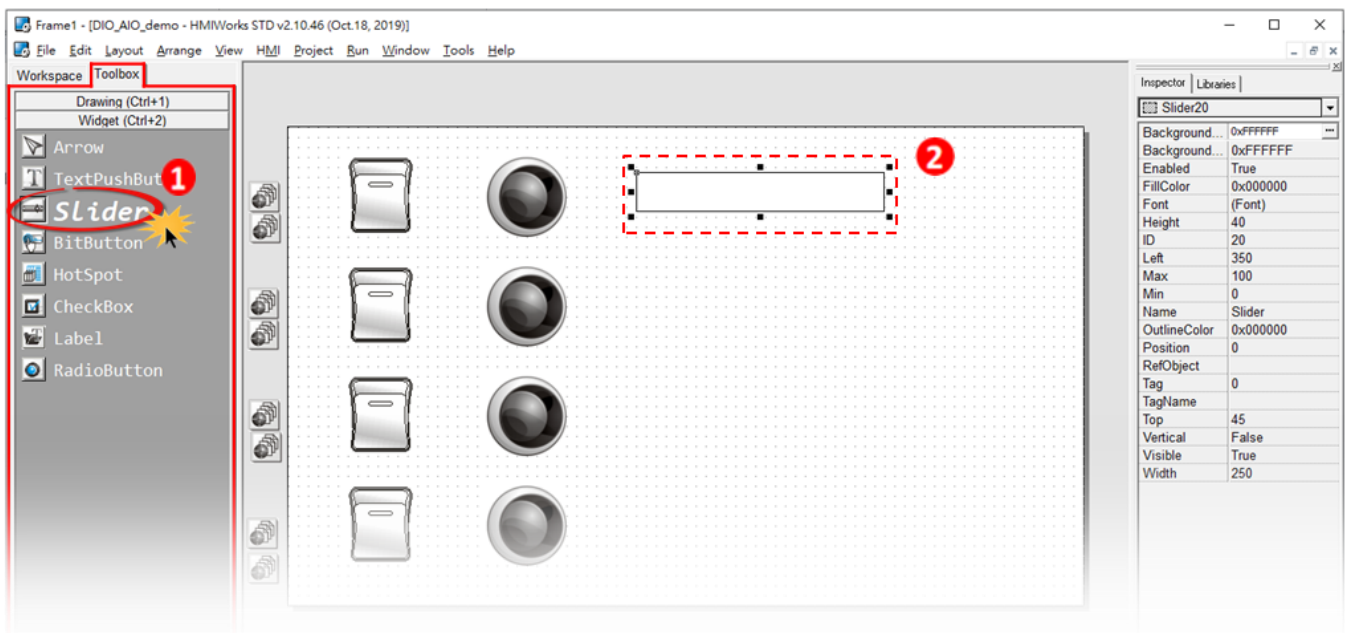 Frame1 - [DIO_AIO_demo - HMIWorks STD v2.10.46 (Oct.18, 2019)]
File Edit Layout Arrange View HMI Project Run Window Tools Help
Workspace Toolbox
Drawing (Ctrl+1)
Widget (Ctrl+2)
Arrow
TextPushBut
1
Slider
BitButton
HotSpot
CheckBox
Label
RadioButton
2
Inspector Libraries
Slider20
Background... 0xFFFFFF ...
Background... 0xFFFFFF
Enabled True
FillColor 0x000000
Font (Font)
Height 40
ID 20
Left 350
Max 100
Min 0
Name Slider
OutlineColor 0x000000
Position 0
RefObject
Tag 0
TagName
Top 45
Vertical False
Visible True
Width 250